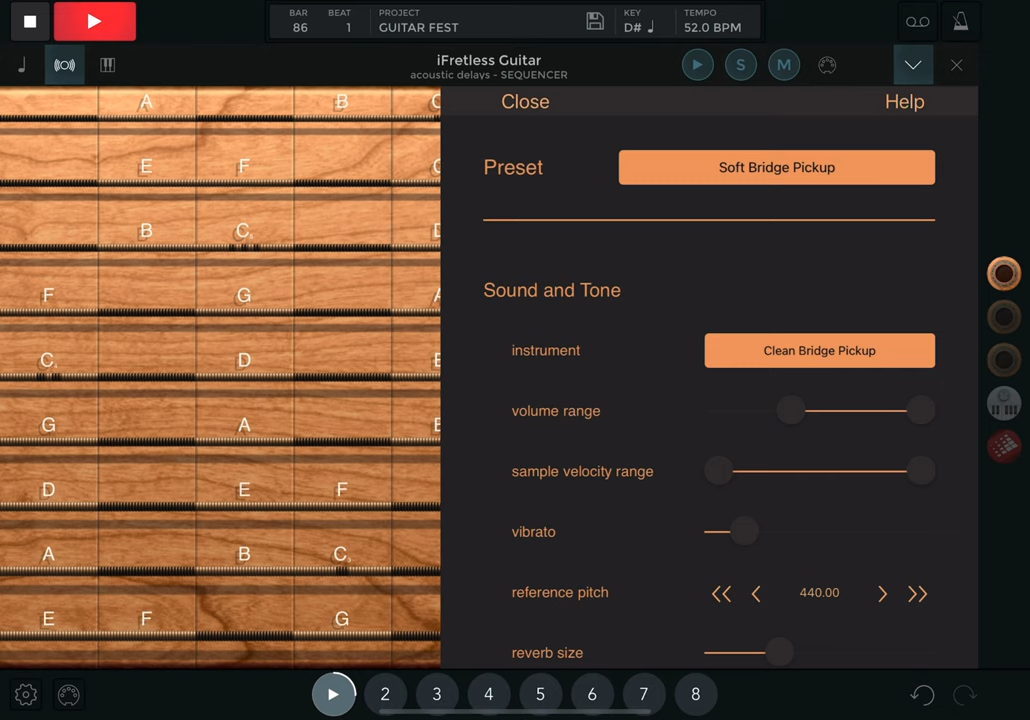 BAR
86
BEAT
1
PROJECT
GUITAR FEST
KEY
D# ♩
TEMPO
52.0 BPM
iFretless Guitar
acoustic delays - SEQUENCER
S
M
Close
Help
Preset
Soft Bridge Pickup
Sound and Tone
instrument
Clean Bridge Pickup
volume range
sample velocity range
vibrato
reference pitch
440.00
reverb size
A B C
E F C
B C D
F G A
C D E
G A E
D E F
A B C
E F G
2 3 4 5 6 7 8